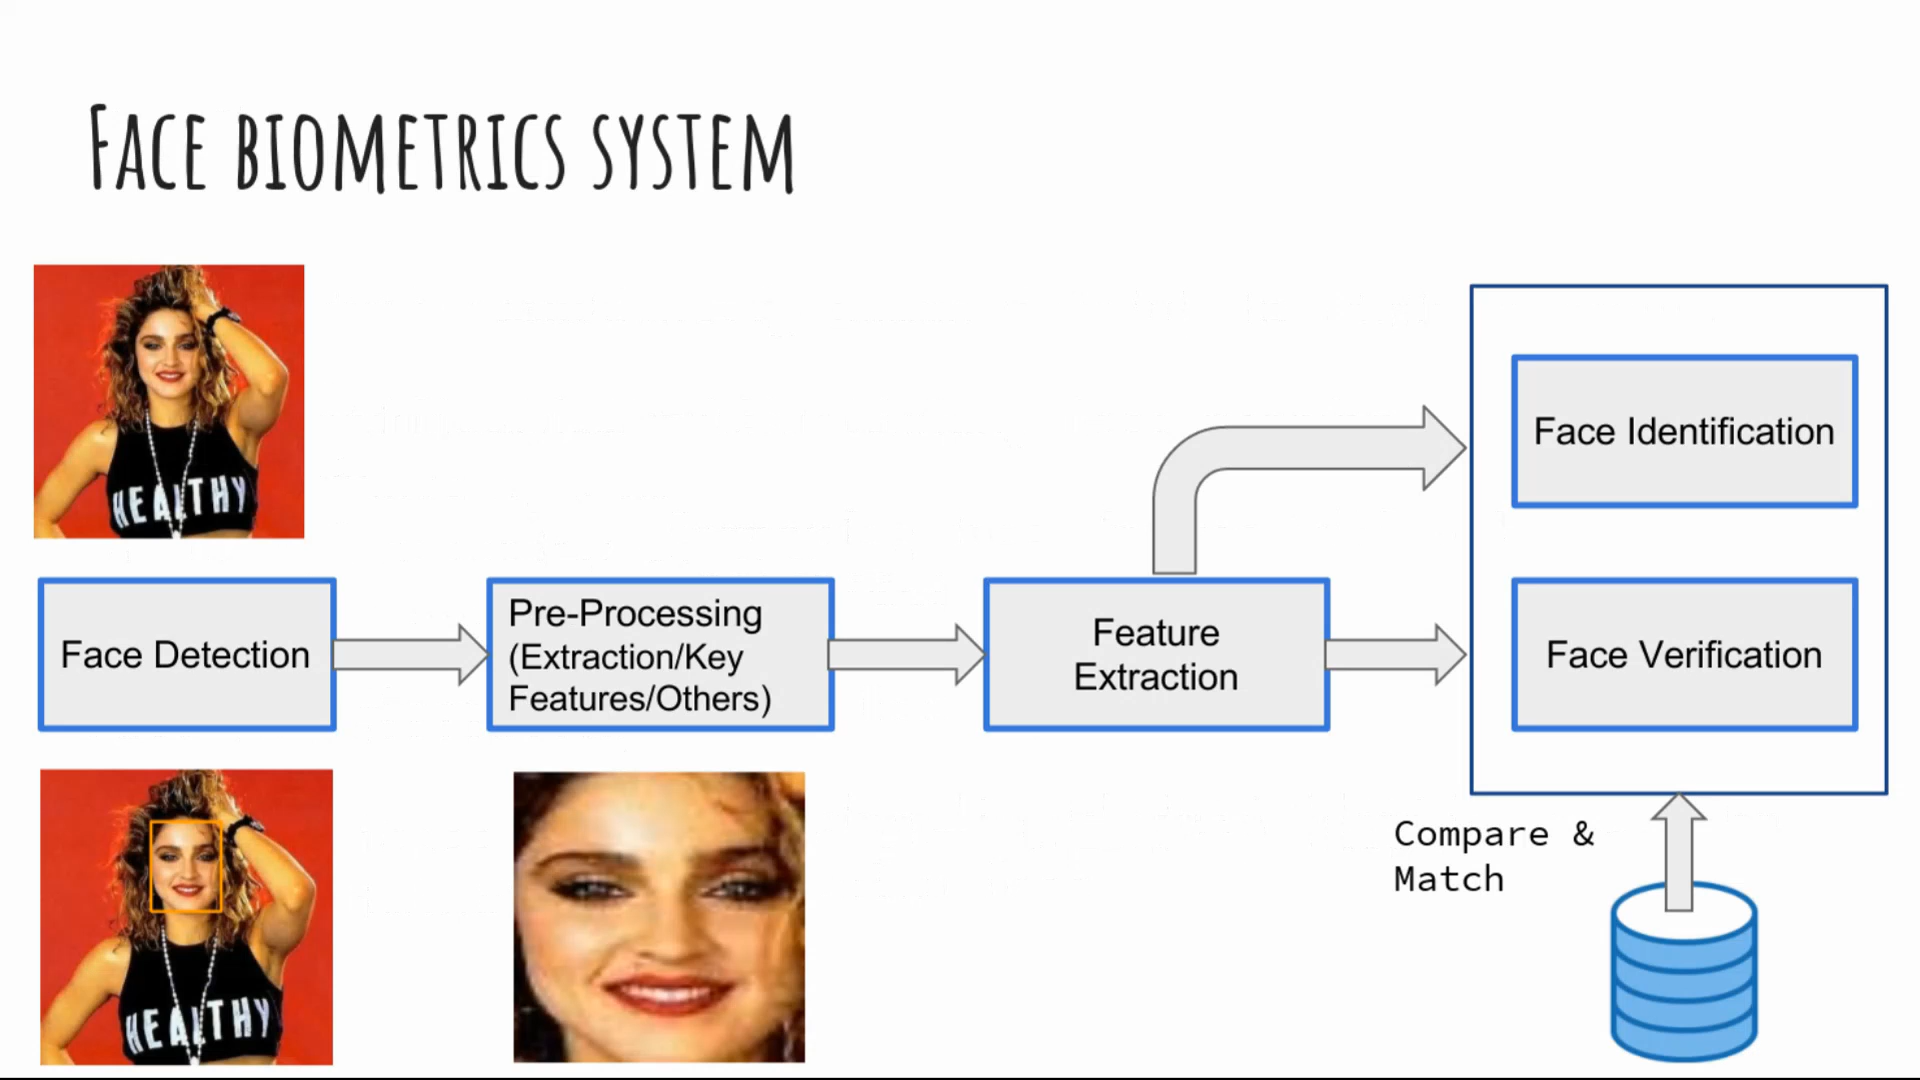 Face biometrics system
HEALTHY
Face Detection
Pre-Processing
(Extraction/Key
Features/Others)
Feature
Extraction
Face Identification
Face Verification
Compare &
Match
HEALTHY